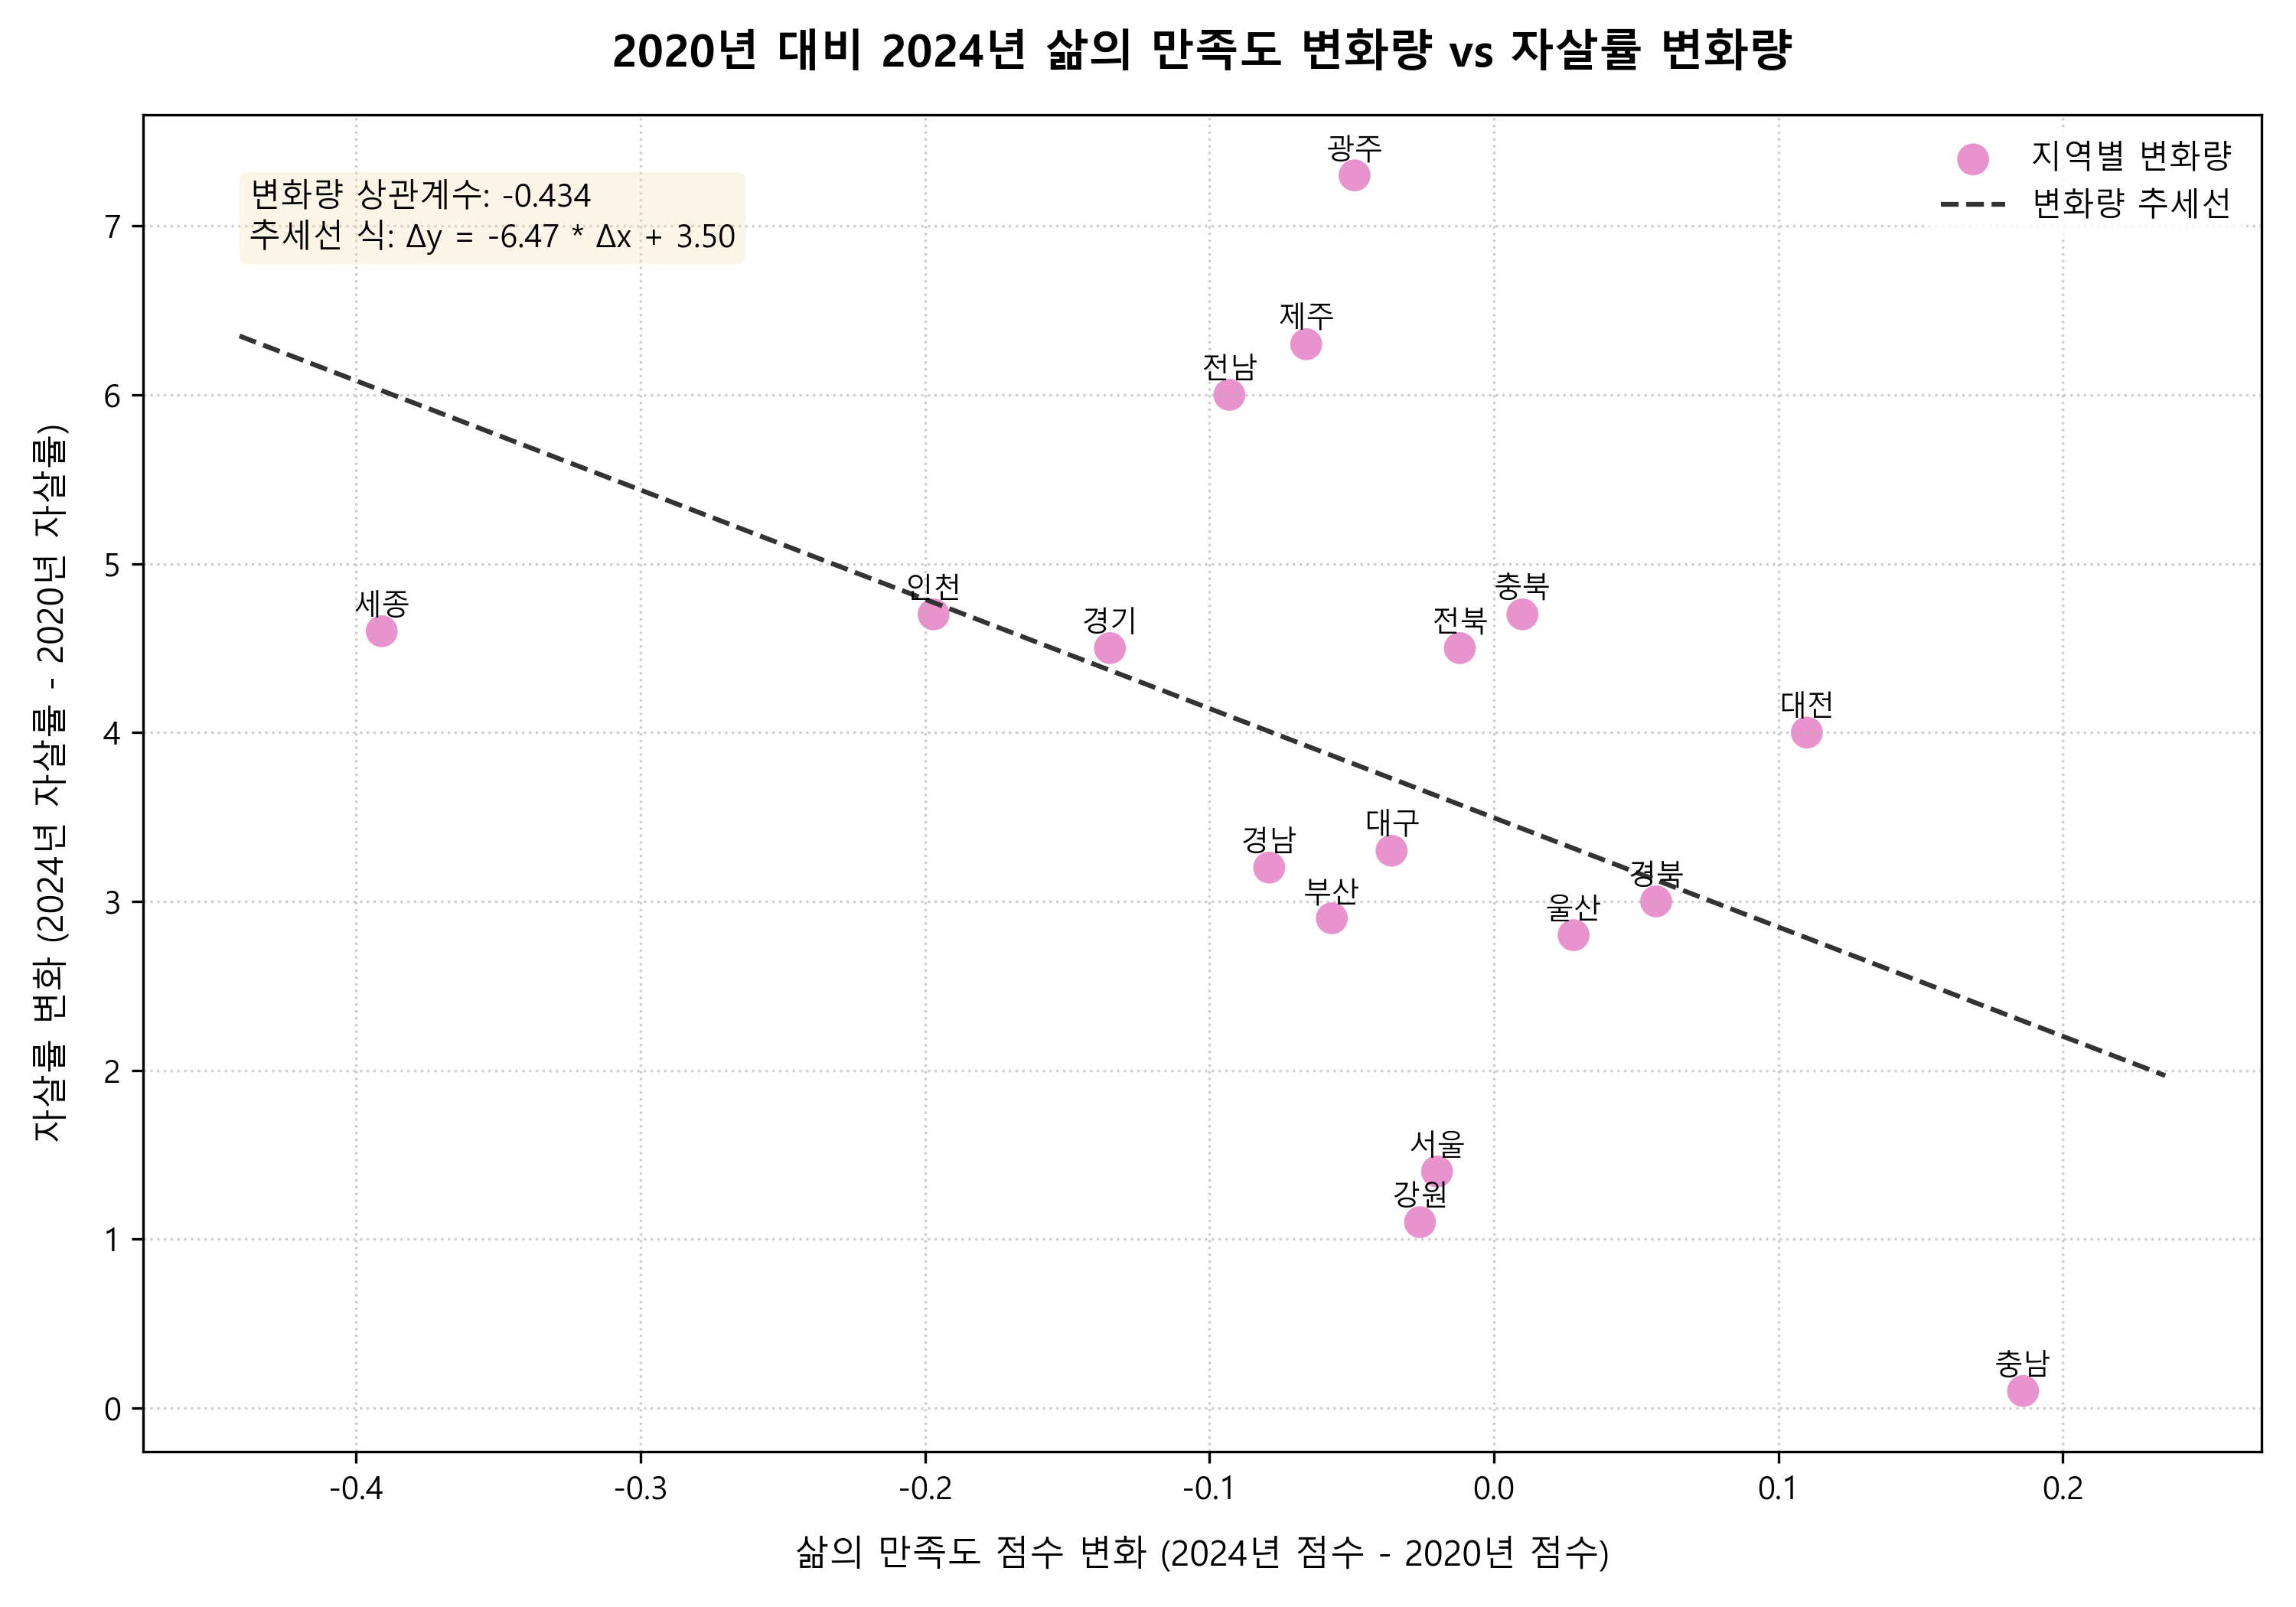 2020년 대비 2024년 삶의 만족도 변화량 vs 자살률 변화량
변화량 상관계수: -0.434
추세선 식: Δy = -6.47 * Δx + 3.50
지역별 변화량
변화량 추세선
광주
제주
전남
세종
인천
경기
전북
충북
대전
경남
대구
부산
울산
경북
서울
강원
충남
자살률 변화 (2024년 자살률 - 2020년 자살률)
7
6
5
4
3
2
1
0
-0.4
-0.3
-0.2
-0.1
0.0
0.1
0.2
삶의 만족도 점수 변화 (2024년 점수 - 2020년 점수)